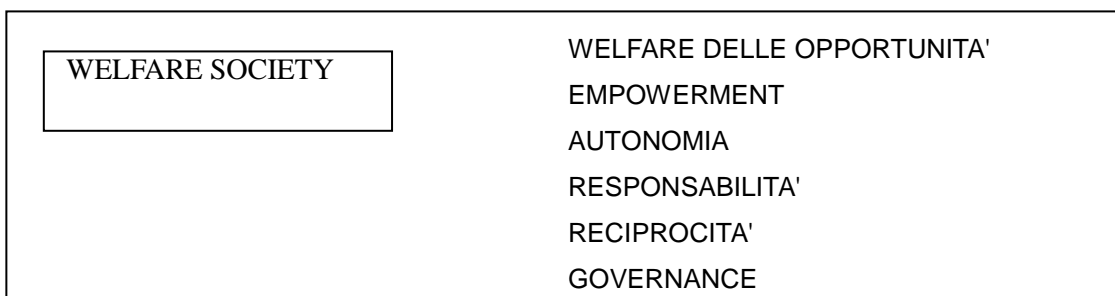 WELFARE SOCIETY
WELFARE DELLE OPPORTUNITA'
EMPOWERMENT
AUTONOMIA
RESPONSABILITA'
RECIPROCITA'
GOVERNANCE